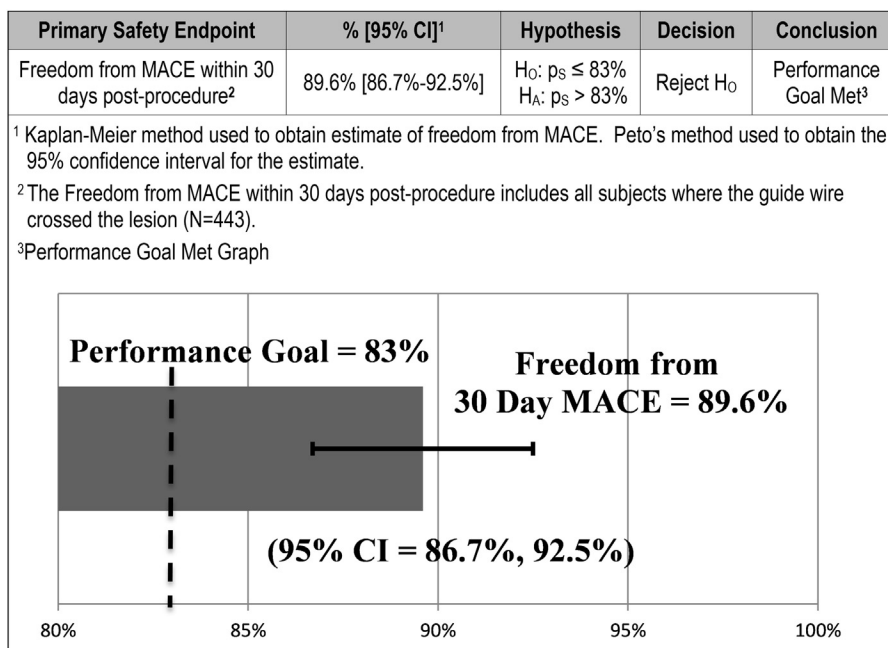 Primary Safety Endpoint % [95% CI]¹ Hypothesis Decision Conclusion
Freedom from MACE within 30
days post-procedure²
89.6% [86.7%-92.5%]
H₀: pₛ ≤ 83%
Hₐ: pₛ > 83%
Reject H₀
Performance
Goal Met³
¹ Kaplan-Meier method used to obtain estimate of freedom from MACE. Peto's method used to obtain the
95% confidence interval for the estimate.
² The Freedom from MACE within 30 days post-procedure includes all subjects where the guide wire
crossed the lesion (N=443).
³Performance Goal Met Graph
Performance Goal = 83%
Freedom from
30 Day MACE = 89.6%
(95% CI = 86.7%, 92.5%)
80% 85% 90% 95% 100%